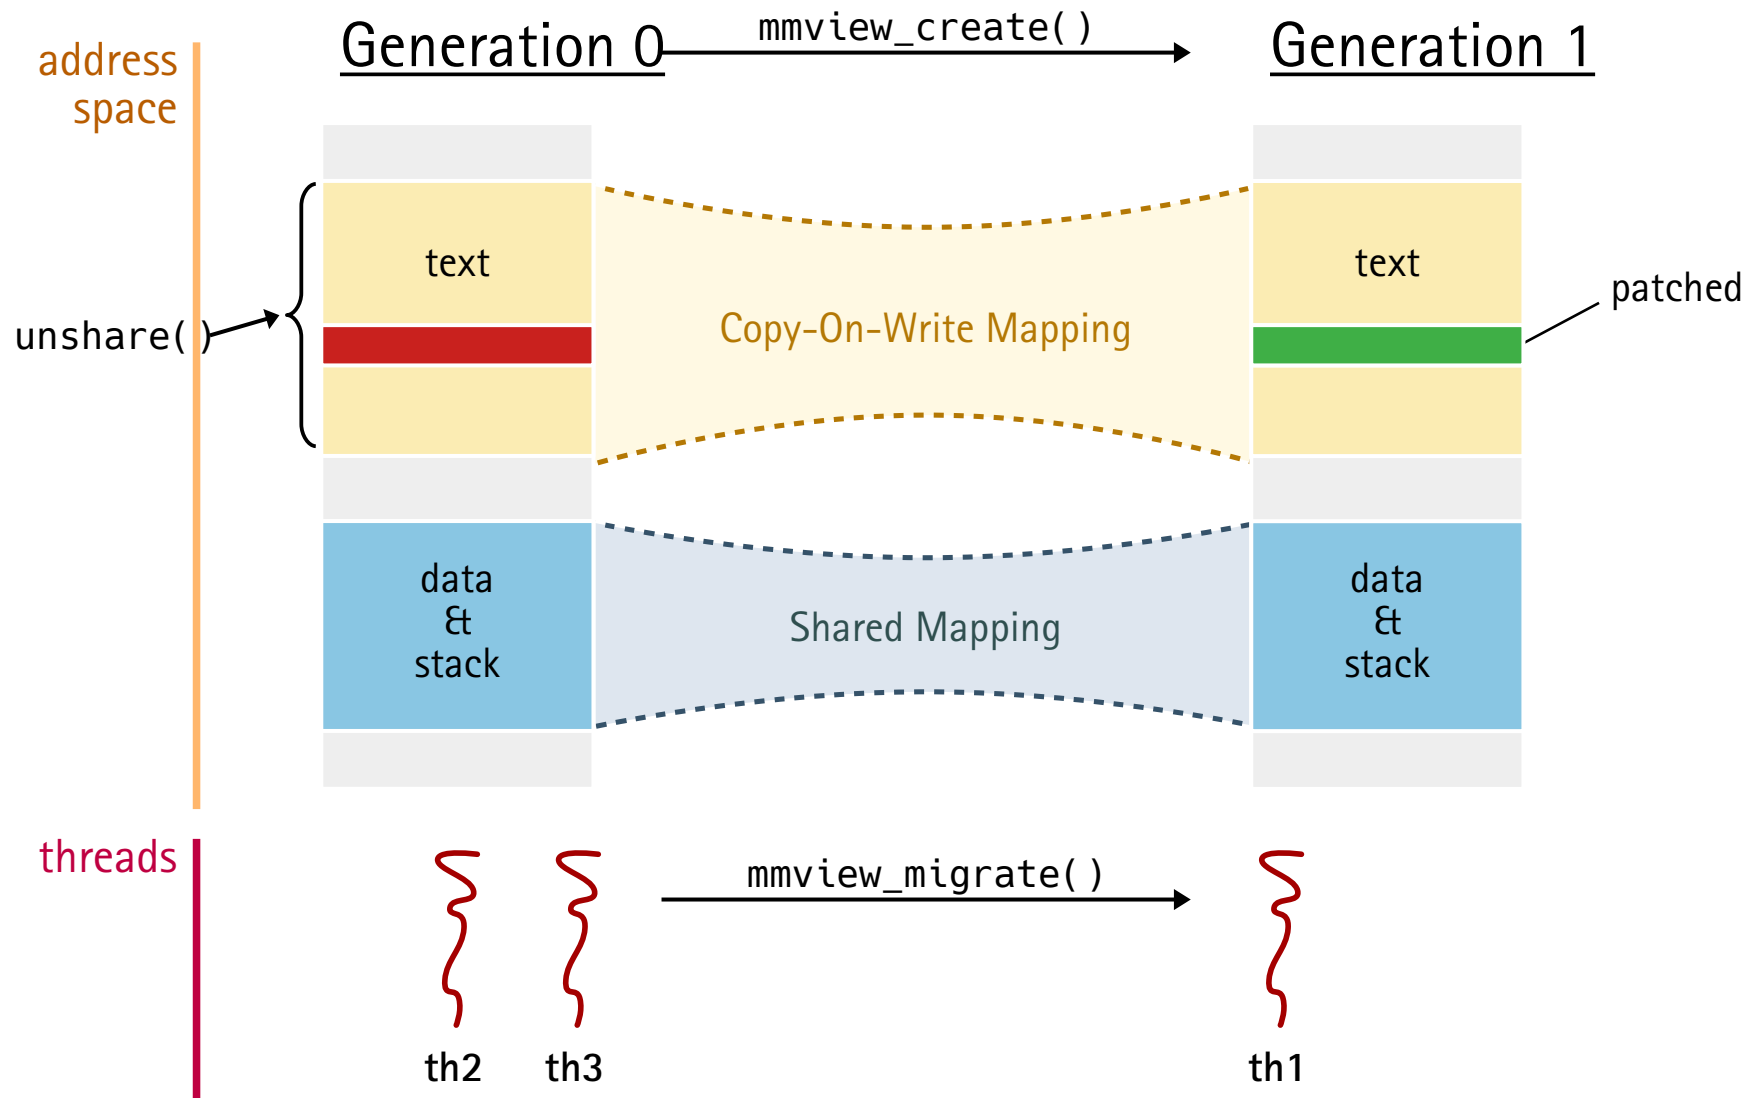 address
space
Generation 0
mmview_create()
Generation 1
text
Copy-On-Write Mapping
text
patched
unshare()
data
&
stack
Shared Mapping
data
&
stack
threads
mmview_migrate()
th2
th3
th1